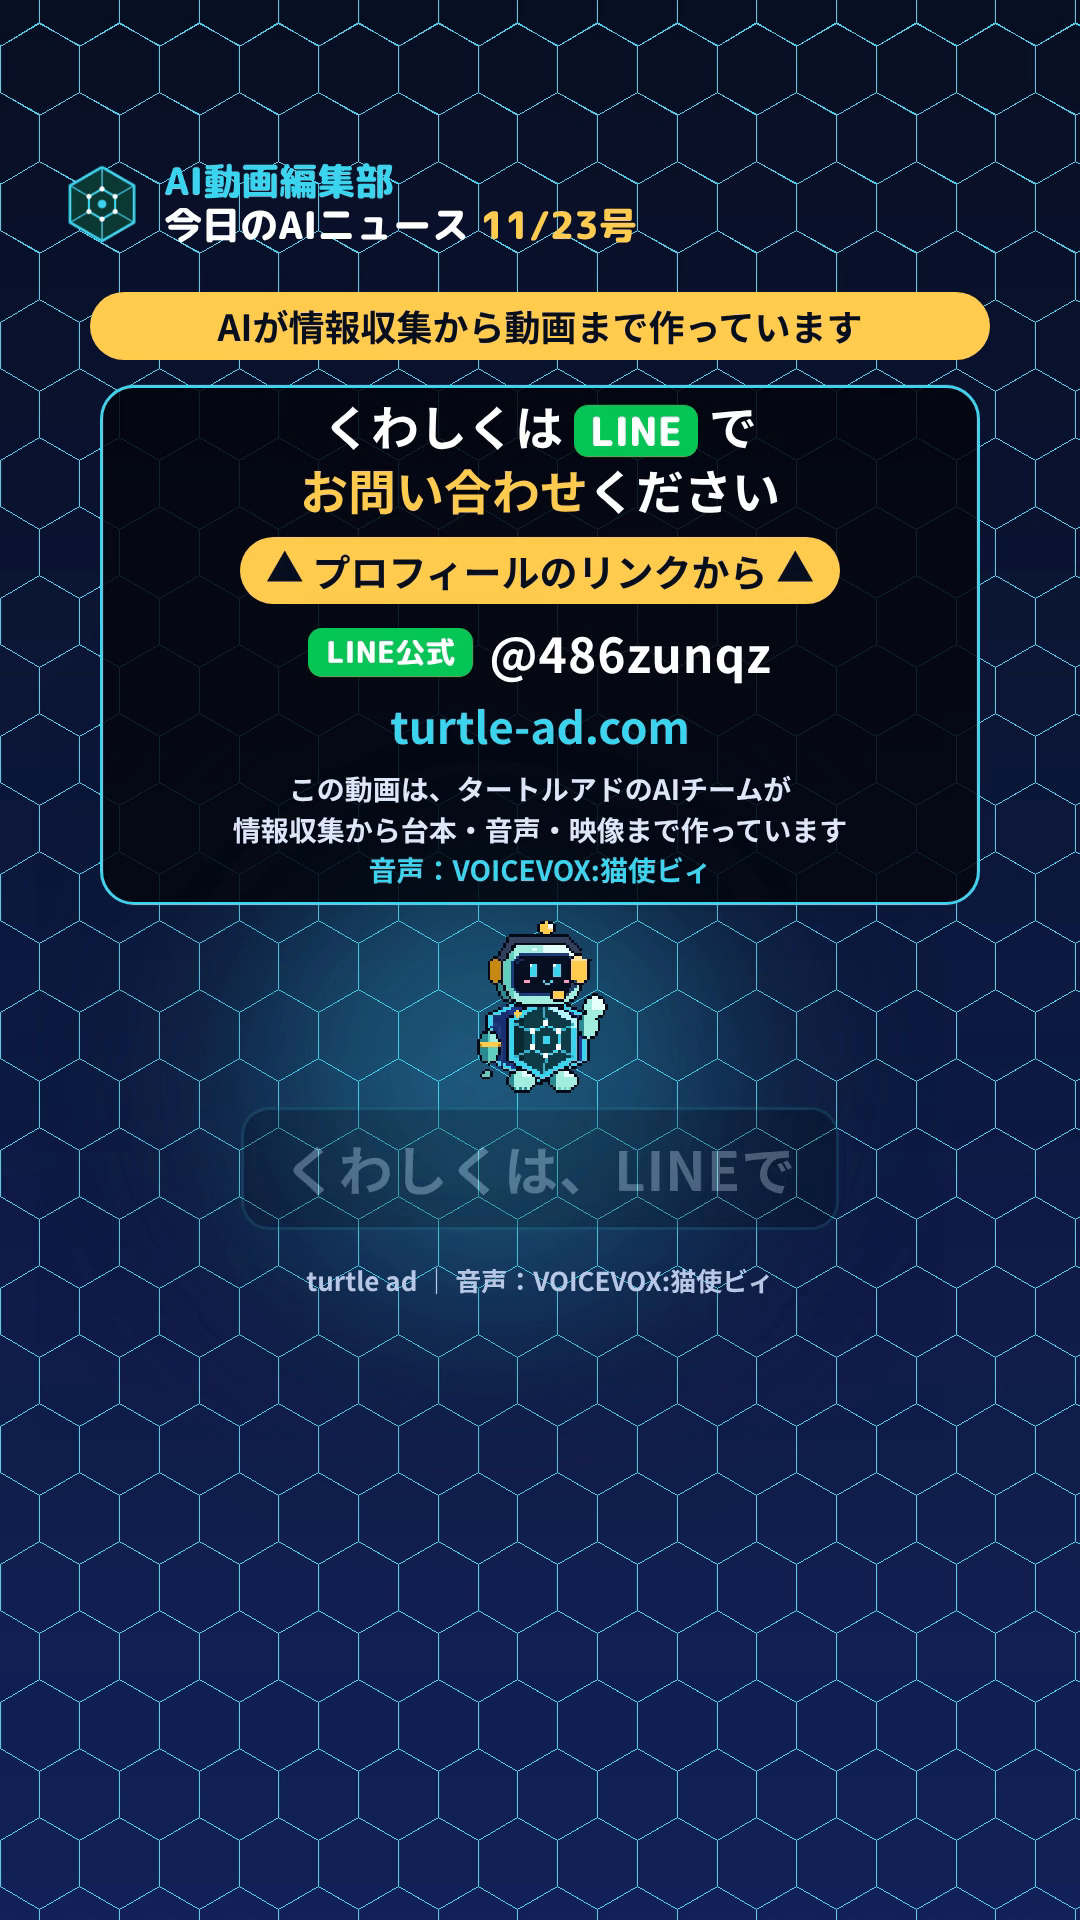 AI動画編集部
今日のAIニュース 11/23号
AIが情報収集から動画まで作っています
くわしくは LINE で
お問い合わせください
▲ プロフィールのリンクから ▲
LINE公式 @486zunqz
turtle-ad.com
この動画は、タートルアドのAIチームが
情報収集から台本・音声・映像まで作っています
音声：VOICEVOX:猫使ビィ
くわしくは、LINEで
turtle ad ｜ 音声：VOICEVOX:猫使ビィ